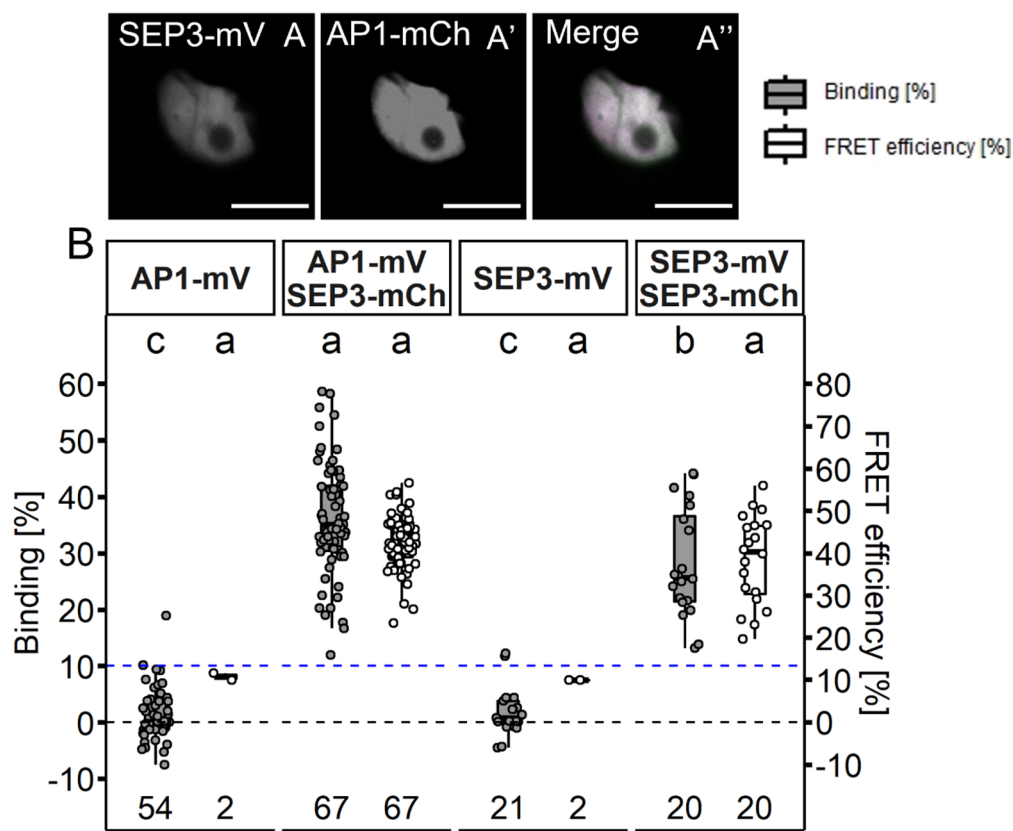 SEP3-mV A
AP1-mCh A’
Merge A’’
Binding [%]
FRET efficiency [%]
B
AP1-mV
AP1-mV
SEP3-mCh
SEP3-mV
SEP3-mV
SEP3-mCh
c a a a c a b a
60
50
40
30
20
10
0
-10
Binding [%]
80
70
60
50
40
30
20
10
0
-10
FRET efficiency [%]
54 2 67 67 21 2 20 20